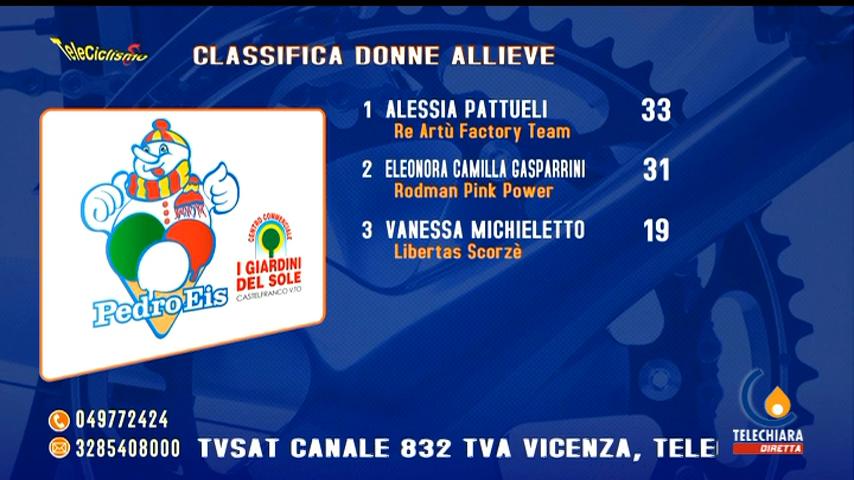 TeleCiclismo
CLASSIFICA DONNE ALLIEVE
1 ALESSIA PATTUELI 33
Re Artù Factory Team
2 ELEONORA CAMILLA GASPARRINI 31
Rodman Pink Power
3 VANESSA MICHIELETTO 19
Libertas Scorzè
PedroEis
CENTRO COMMERCIALE
I GIARDINI
DEL SOLE
CASTELFRANCO V.TO
049772424
3285408000
TVSAT CANALE 832 TVA VICENZA, TELE
TELECHIARA
DIRETTA